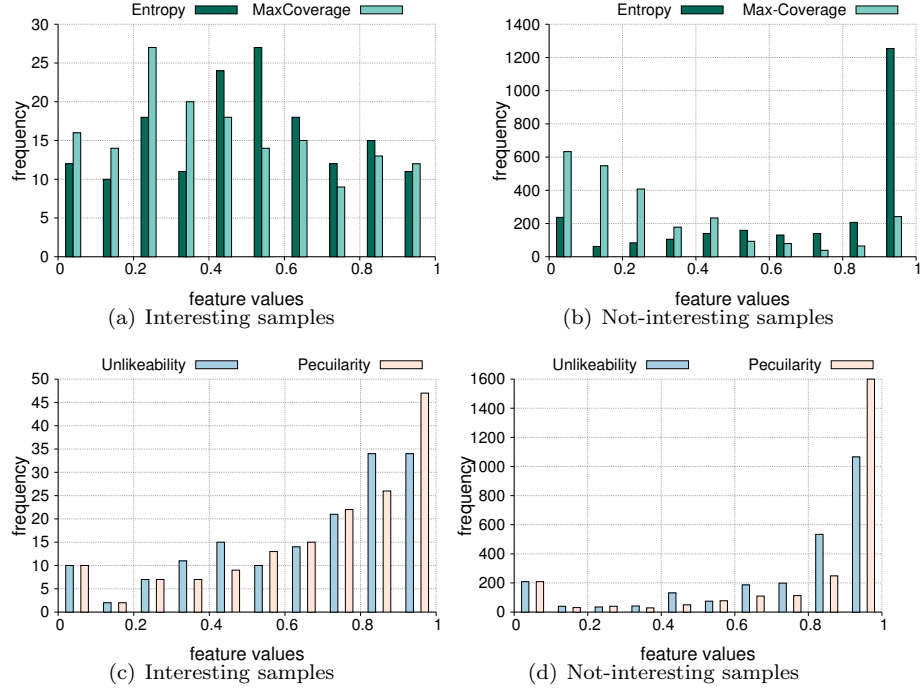 Entropy MaxCoverage
30
25
20
15
10
5
0
frequency
0 0.2 0.4 0.6 0.8 1
feature values
(a) Interesting samples
Entropy Max-Coverage
1400
1200
1000
800
600
400
200
0
frequency
0 0.2 0.4 0.6 0.8 1
feature values
(b) Not-interesting samples
Unlikeability Pecuilarity
50
45
40
35
30
25
20
15
10
5
0
frequency
0 0.2 0.4 0.6 0.8 1
feature values
(c) Interesting samples
Unlikeability Pecuilarity
1600
1400
1200
1000
800
600
400
200
0
frequency
0 0.2 0.4 0.6 0.8 1
feature values
(d) Not-interesting samples